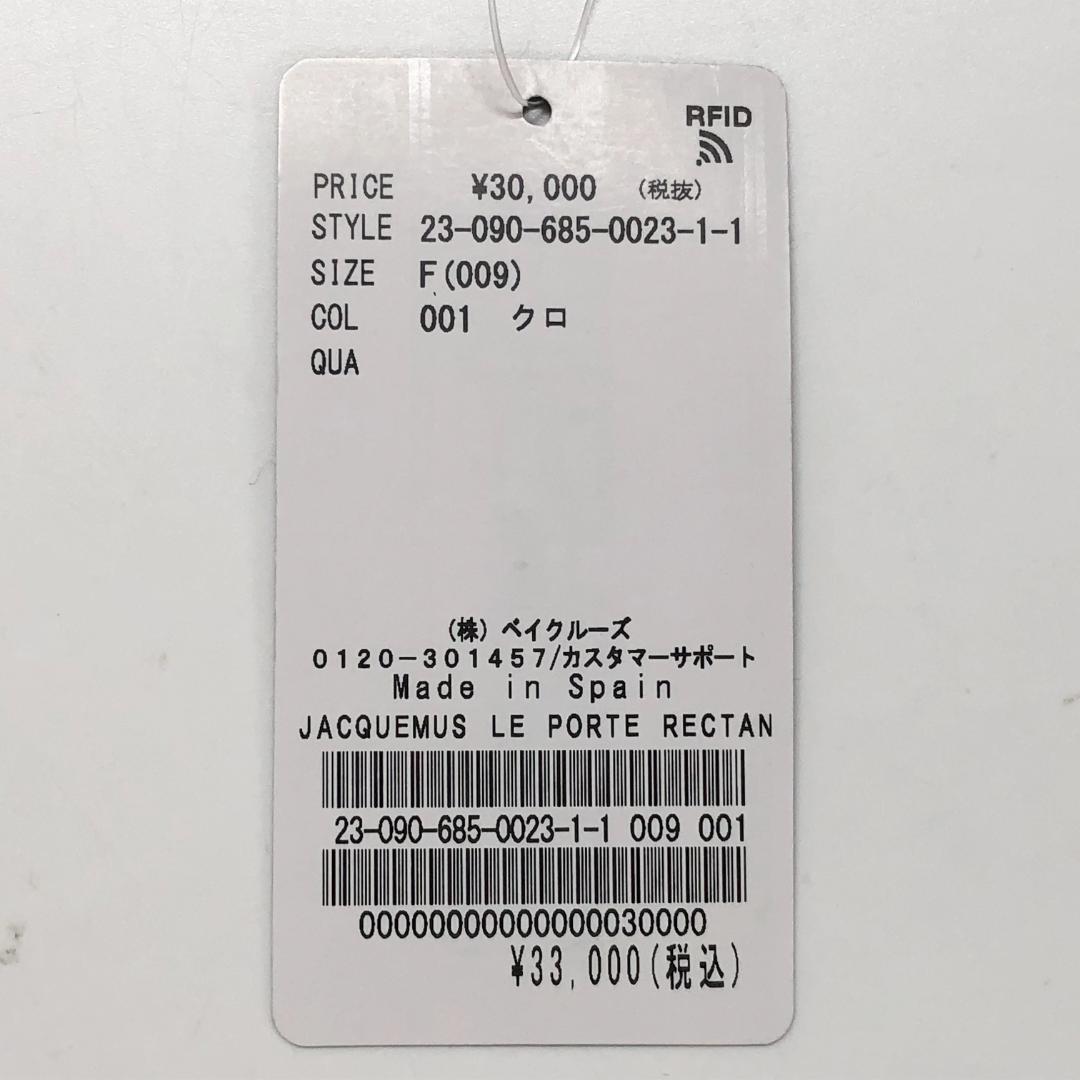 RFID
PRICE ¥30,000 (税抜)
STYLE 23-090-685-0023-1-1
SIZE F(009)
COL 001 クロ
QUA
(株)ベイクルーズ
0120-301457/カスタマーサポート
Made in Spain
JACQUEMUS LE PORTE RECTAN
23-090-685-0023-1-1 009 001
00000000000000030000
¥33,000(税込)